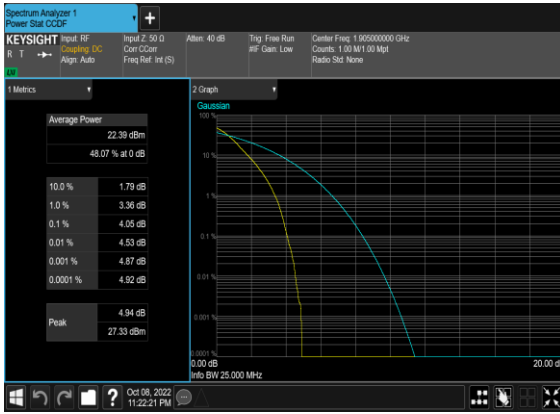 Spectrum Analyzer 1
Power Stat CCDF
KEYSIGHT
R T
LV
Input: RF
Coupling: DC
Align: Auto
Input Z: 50 Ω
Corr CCorr
Freq Ref: Int (S)
Atten: 40 dB
Trig: Free Run
#IF Gain: Low
Center Freq: 1.905000000 GHz
Counts: 1.00 M/1.00 Mpt
Radio Std: None
1 Metrics
Average Power
22.39 dBm
48.07 % at 0 dB
10.0 % 1.79 dB
1.0 % 3.36 dB
0.1 % 4.05 dB
0.01 % 4.53 dB
0.001 % 4.87 dB
0.0001 % 4.92 dB
Peak
4.94 dB
27.33 dBm
2 Graph
Gaussian
100 %
10 %
1 %
0.1 %
0.01 %
0.001 %
0.0001 %
0.00 dB
20.00 d
Info BW 25.000 MHz
?
Oct 08, 2022
11:22:21 PM